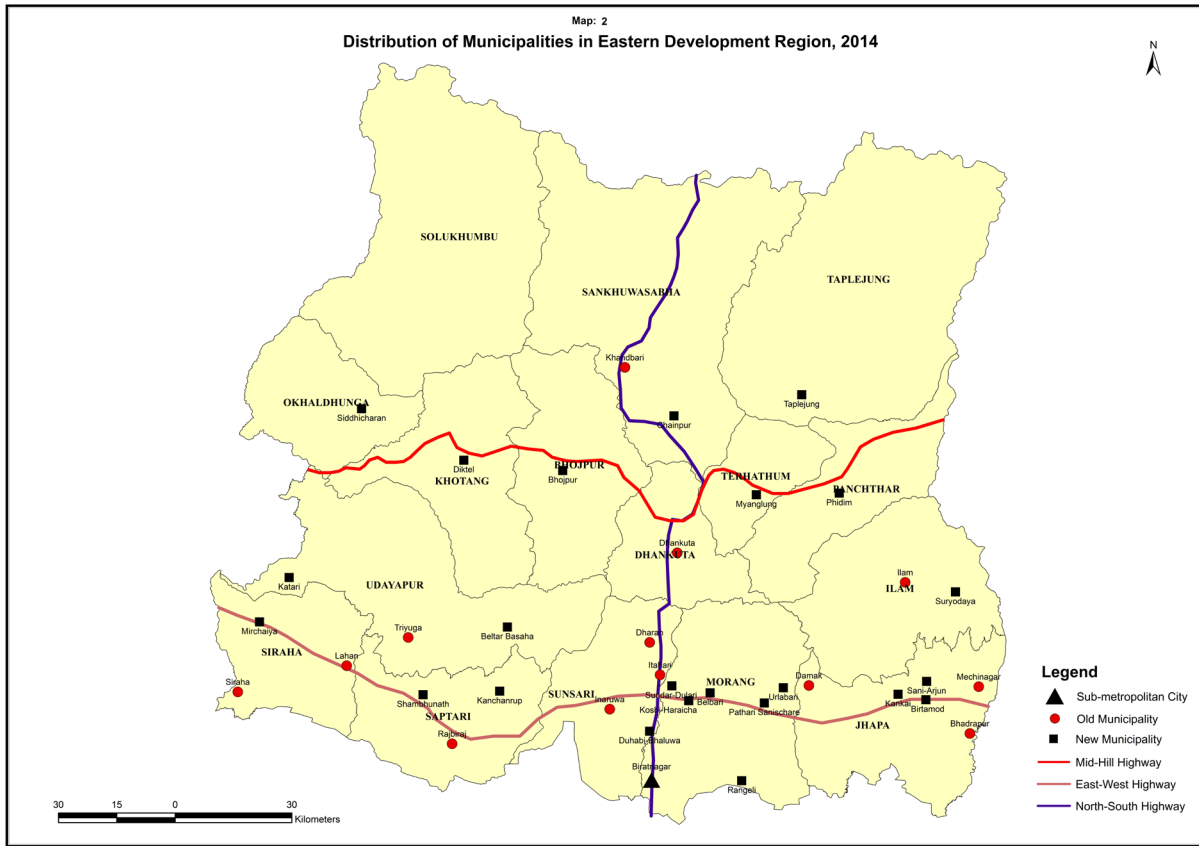 Map: 2
Distribution of Municipalities in Eastern Development Region, 2014
N
SOLUKHUMBU
TAPLEJUNG
SANKHUWASABHA
Khandbari
Taplejung
OKHALDHUNGA
Siddhicharan
Chainpur
Diktel
KHOTANG
BHOJPUR
Bhojpur
TERHATHUM
Myanglung
PANCHTHAR
Phidim
Dhankuta
DHANKUTA
Ilam
ILAM
Suryodaya
Katari
UDAYAPUR
Triyuga
Beltar Basaha
Mirchaiya
SIRAHA
Lahan
Siraha
Dharan
Itahari
SUNSARI
Inaruwa
MORANG
Sundar-Dulari
Koshi-Haraicha
Belbari
Urlaban
Pathari Sanischare
Damak
Sani-Arjun
Mechinagar
Kankai
Birtamod
JHAPA
Bhadrapur
Shambhunath
Kanchanrup
SAPTARI
Rajbiraj
Duhabi-Bhaluwa
Biratnagar
Rangeli
Legend
Sub-metropolitan City
Old Municipality
New Municipality
Mid-Hill Highway
East-West Highway
North-South Highway
30 15 0 30
Kilometers